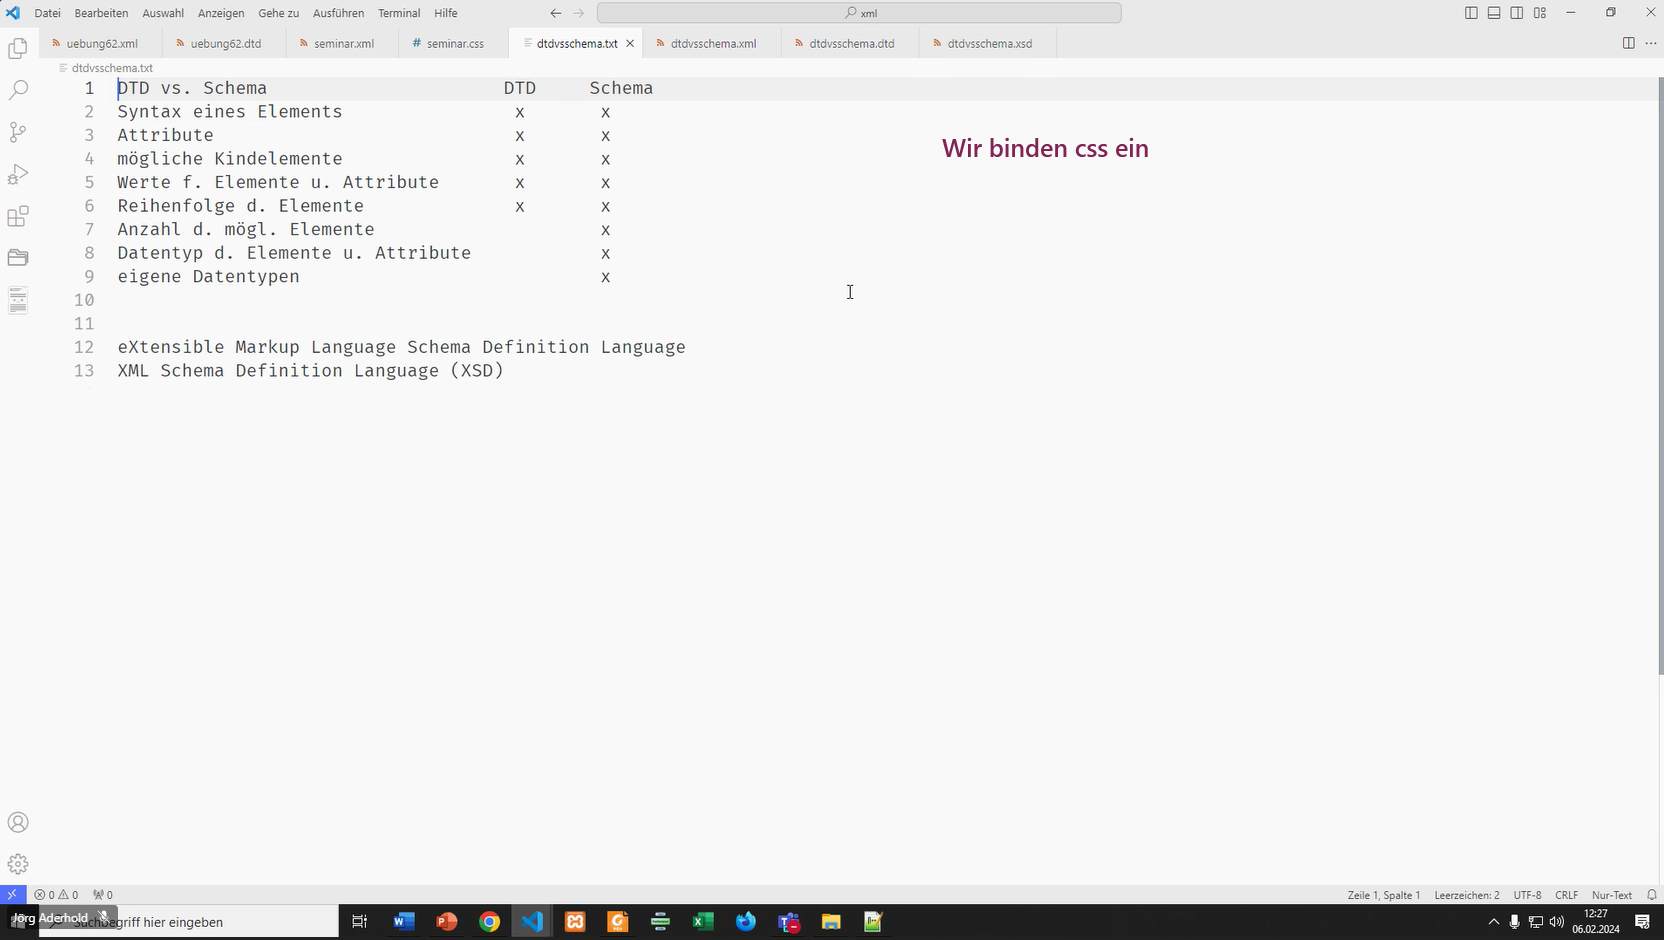 Datei Bearbeiten Auswahl Anzeigen Gehe zu Ausführen Terminal Hilfe xml
uebung62.xml uebung62.dtd seminar.xml # seminar.css dtdvsschema.txt dtdvsschema.xml dtdvsschema.dtd dtdvsschema.xsd
dtdvsschema.txt
1 DTD vs. Schema DTD Schema
2 Syntax eines Elements x x
3 Attribute x x
Wir binden css ein
4 mögliche Kindelemente x x
5 Werte f. Elemente u. Attribute x x
6 Reihenfolge d. Elemente x x
7 Anzahl d. mögl. Elemente x
8 Datentyp d. Elemente u. Attribute x
9 eigene Datentypen x
10
11
12 eXtensible Markup Language Schema Definition Language
13 XML Schema Definition Language (XSD)
0 0 0 Zeile 1, Spalte 1 Leerzeichen: 2 UTF-8 CRLF Nur-Text
Jörg Aderhold
hier eingeben
12:27
06.02.2024